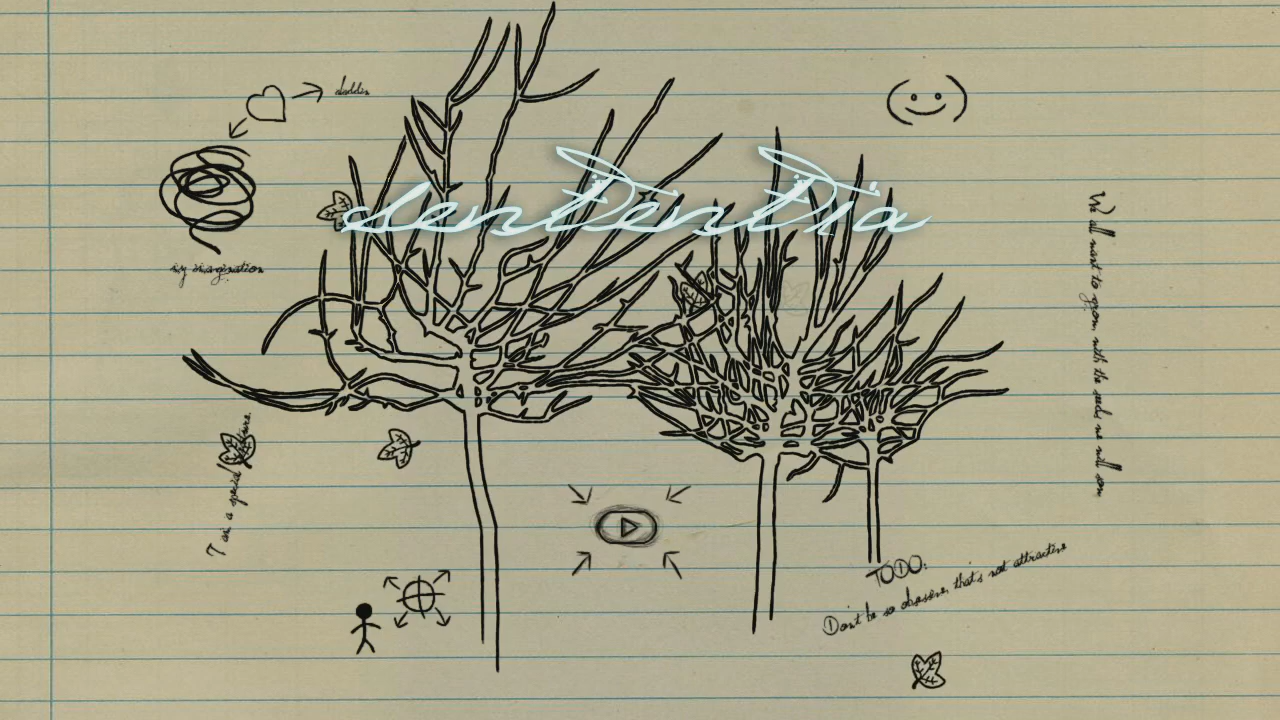 sentenTia
my imagination
We all want to grow with the seeds we will sow
I am a special
TODO:
Don't be so obsessive, that's not attractive